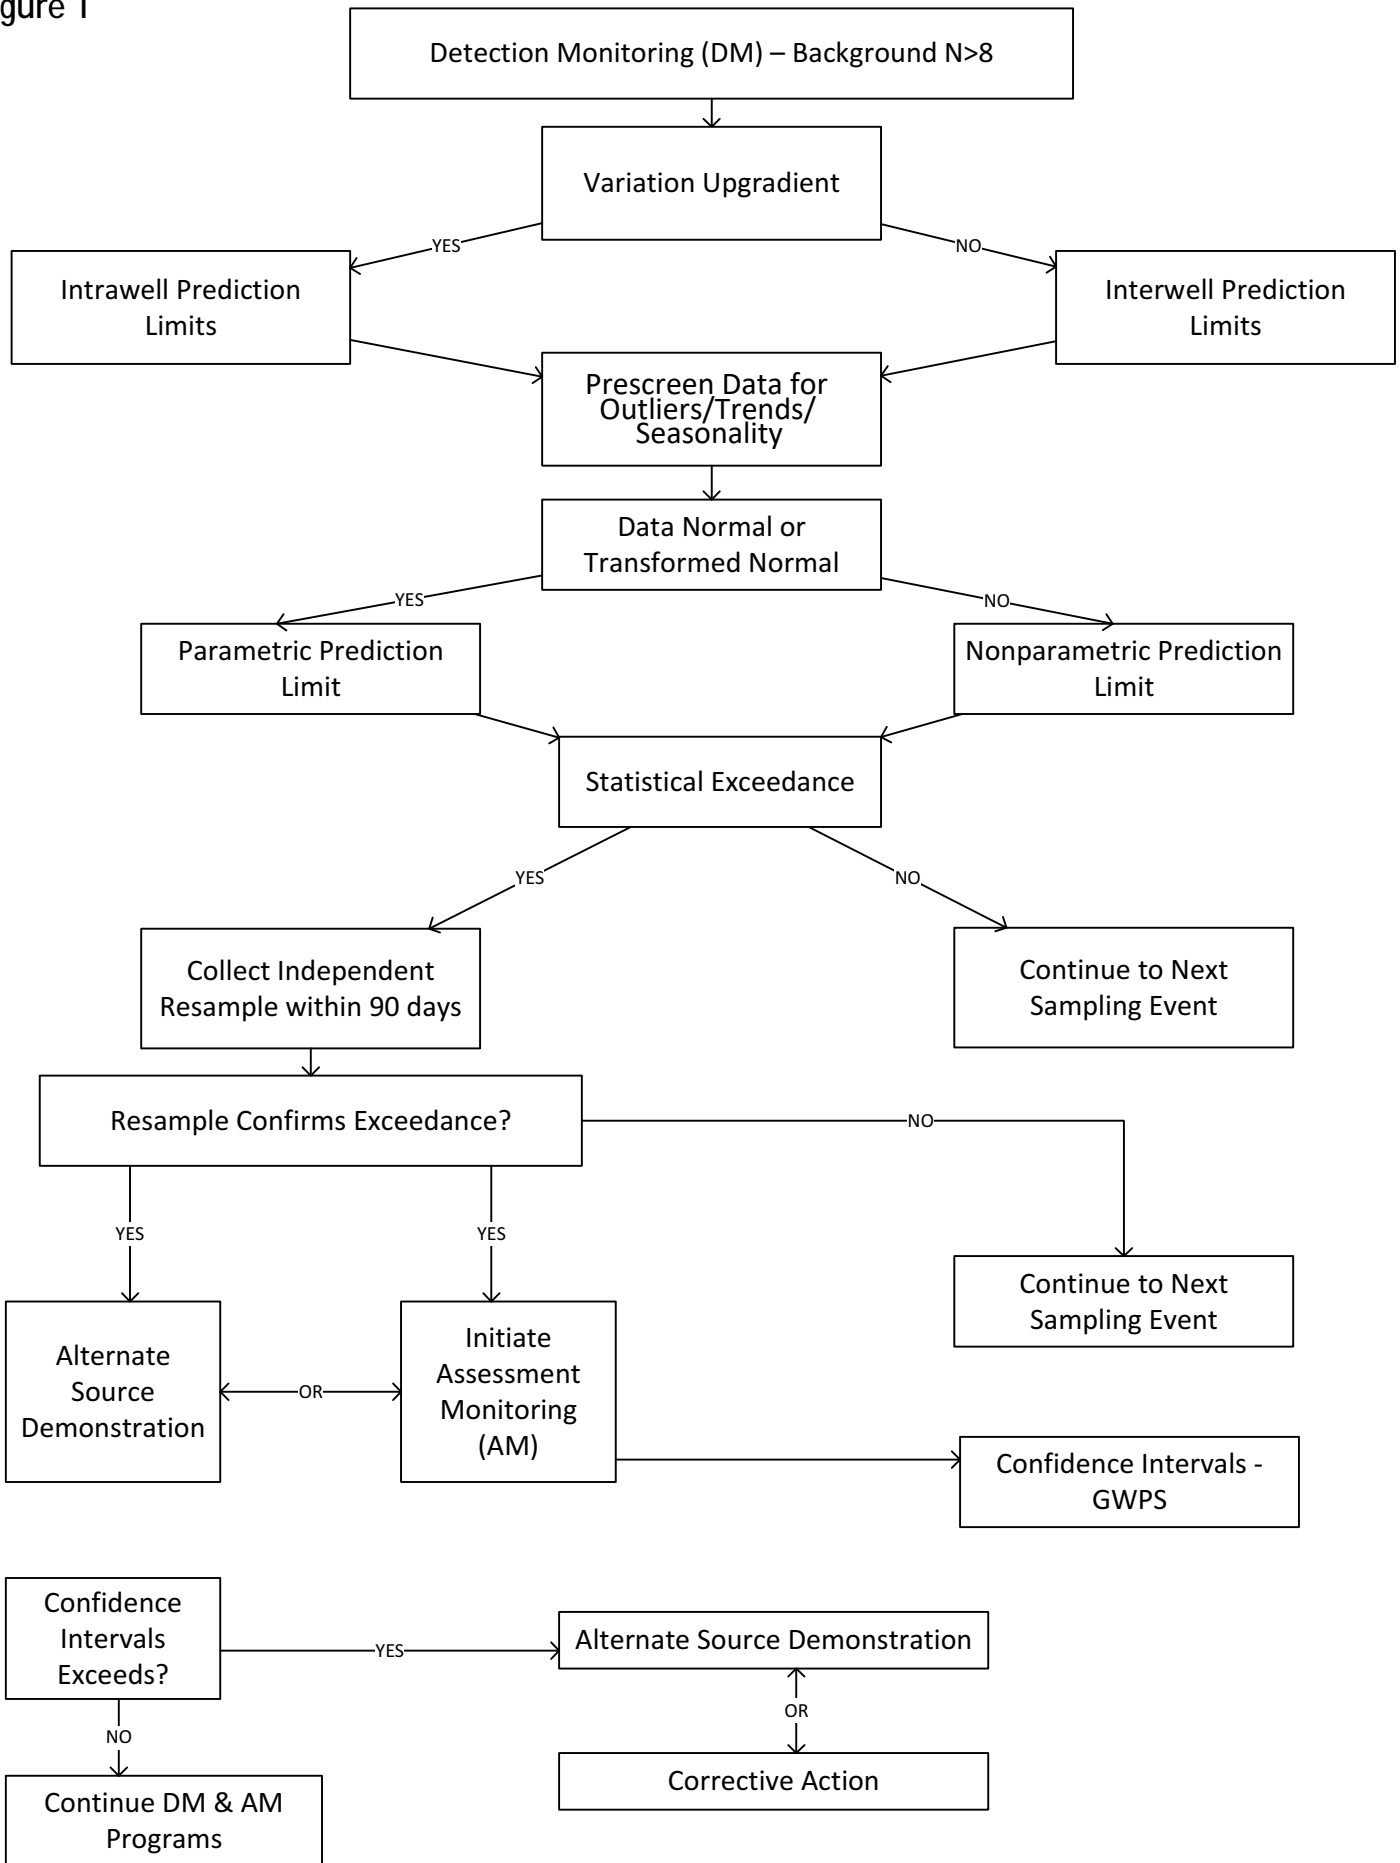 gure 1
Detection Monitoring (DM) – Background N>8
Variation Upgradient
YES
NO
Intrawell Prediction
Limits
Interwell Prediction
Limits
Prescreen Data for
Outliers/Trends/
Seasonality
Data Normal or
Transformed Normal
YES
NO
Parametric Prediction
Limit
Nonparametric Prediction
Limit
Statistical Exceedance
YES
NO
Collect Independent
Resample within 90 days
Continue to Next
Sampling Event
Resample Confirms Exceedance?
NO
YES
YES
Continue to Next
Sampling Event
Alternate
Source
Demonstration
OR
Initiate
Assessment
Monitoring
(AM)
Confidence Intervals -
GWPS
Confidence
Intervals
Exceeds?
YES
Alternate Source Demonstration
OR
NO
Corrective Action
Continue DM & AM
Programs